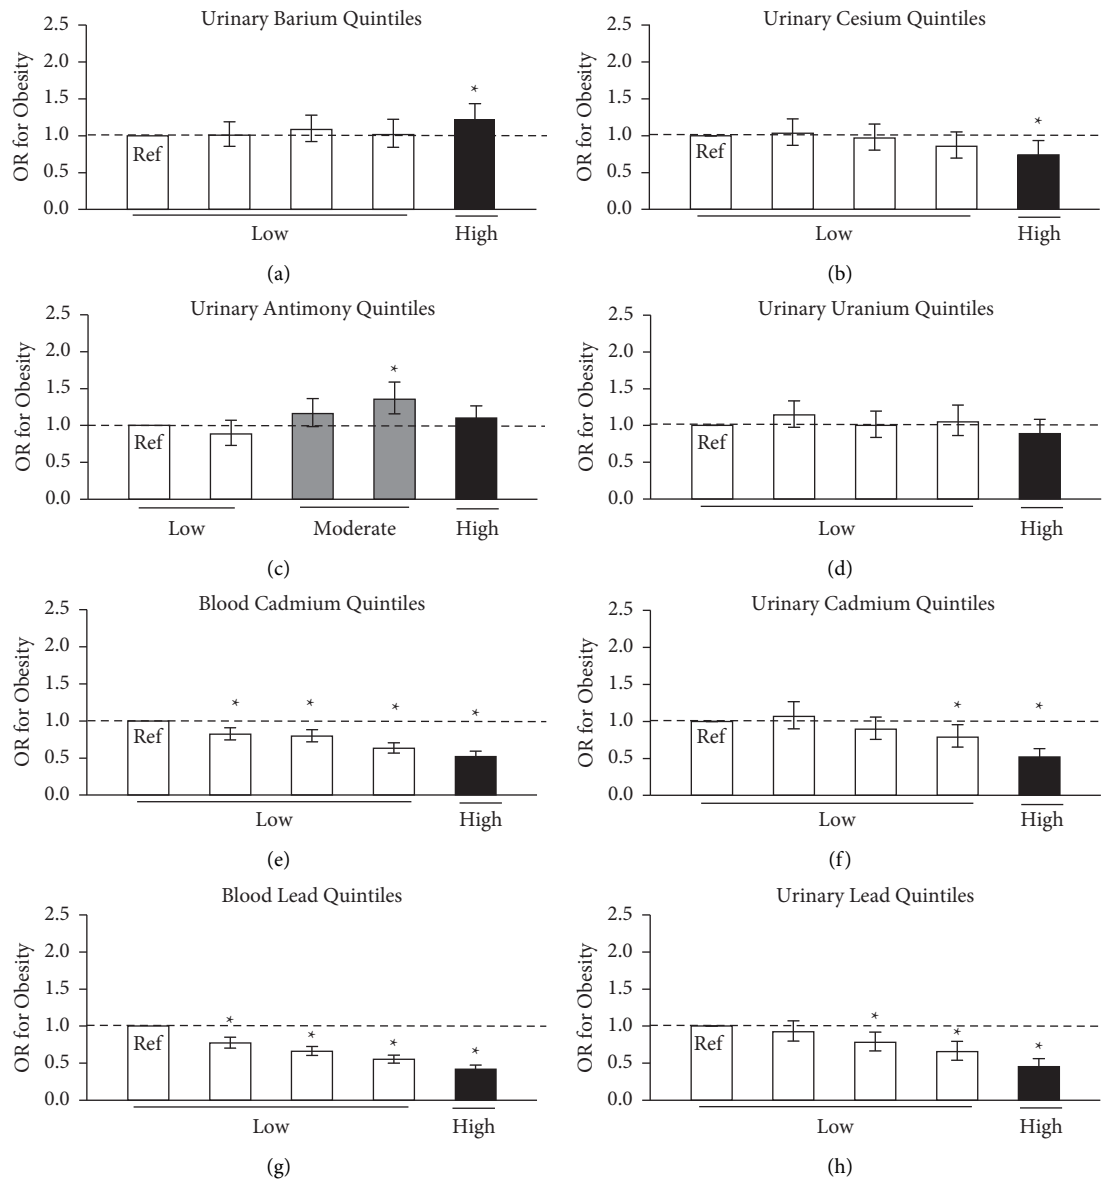 Urinary Barium Quintiles
OR for Obesity
2.5
2.0
1.5
1.0
0.5
0.0
*
Ref
Low
High
(a)
Urinary Cesium Quintiles
OR for Obesity
2.5
2.0
1.5
1.0
0.5
0.0
*
Ref
Low
High
(b)
Urinary Antimony Quintiles
OR for Obesity
2.5
2.0
1.5
1.0
0.5
0.0
*
Ref
Low
Moderate
High
(c)
Urinary Uranium Quintiles
OR for Obesity
2.5
2.0
1.5
1.0
0.5
0.0
Ref
Low
High
(d)
Blood Cadmium Quintiles
OR for Obesity
2.5
2.0
1.5
1.0
0.5
0.0
* * * *
Ref
Low
High
(e)
Urinary Cadmium Quintiles
OR for Obesity
2.5
2.0
1.5
1.0
0.5
0.0
* *
Ref
Low
High
(f)
Blood Lead Quintiles
OR for Obesity
2.5
2.0
1.5
1.0
0.5
0.0
* * * *
Ref
Low
High
(g)
Urinary Lead Quintiles
OR for Obesity
2.5
2.0
1.5
1.0
0.5
0.0
* * *
Ref
Low
High
(h)